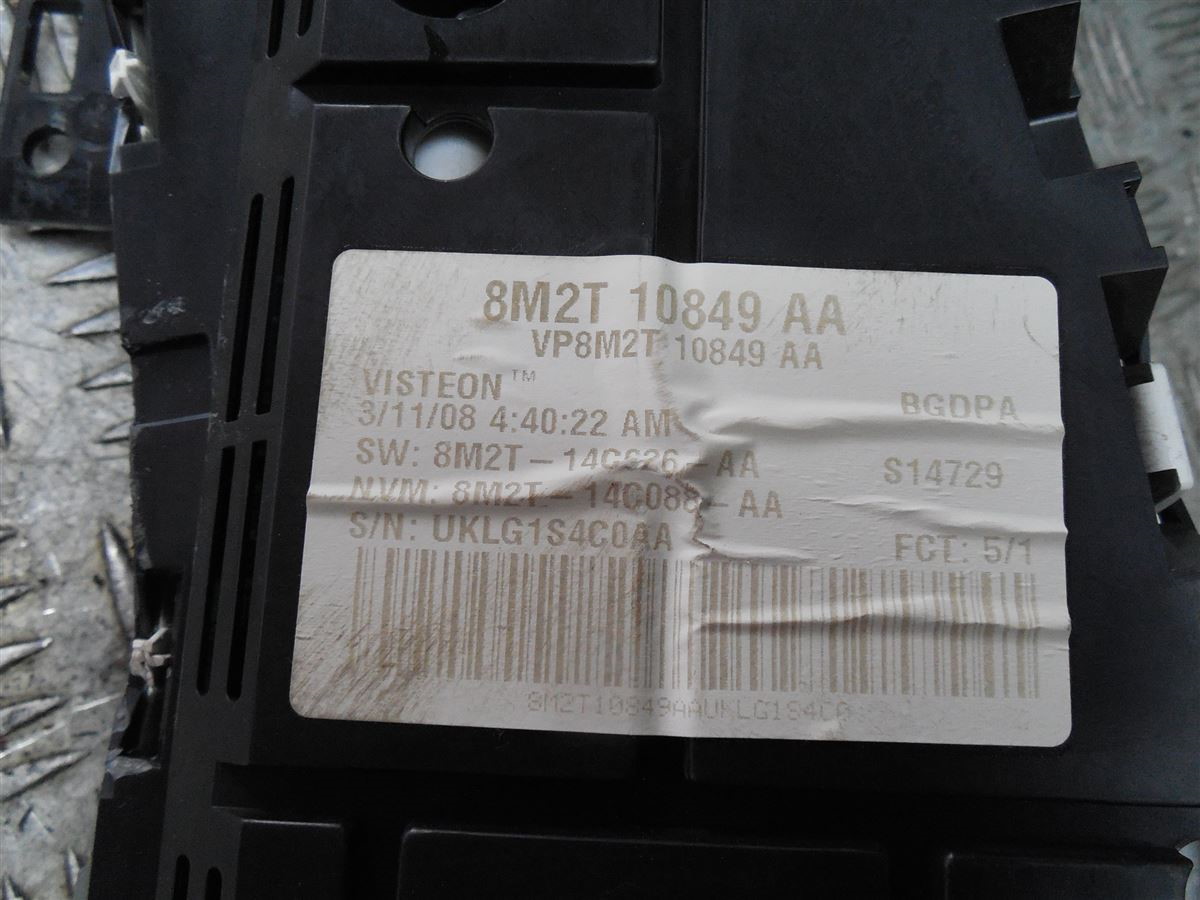 8M2T 10849 AA
VP8M2T 10849 AA
VISTEON™
BGDPA
3/11/08 4:40:22 AM
SW: 8M2T-14C626-AA
S14729
NVM: 8M2T-14C088-AA
S/N: UKLG1S4C0AA
FCT: 5/1
8M2T10849AAUKLG1S4C0